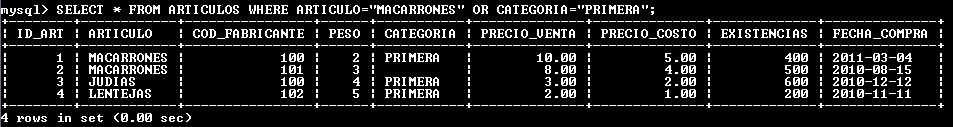 mysql> SELECT * FROM ARTICULOS WHERE ARTICULO="MACARRONES" OR CATEGORIA="PRIMERA";
+--------+------------+----------------+------+-----------+--------------+--------------+-------------+--------------+
| ID_ART | ARTICULO | COD_FABRICANTE | PESO | CATEGORIA | PRECIO_VENTA | PRECIO_COSTO | EXISTENCIAS | FECHA_COMPRA |
+--------+------------+----------------+------+-----------+--------------+--------------+-------------+--------------+
| 1 | MACARRONES | 100 | 2 | PRIMERA | 10.00 | 5.00 | 400 | 2011-03-04 |
| 2 | MACARRONES | 101 | 3 | | 8.00 | 4.00 | 500 | 2010-08-15 |
| 3 | JUDIAS | 100 | 4 | PRIMERA | 3.00 | 2.00 | 600 | 2010-12-12 |
| 4 | LENTEJAS | 102 | 5 | PRIMERA | 2.00 | 1.00 | 200 | 2010-11-11 |
+--------+------------+----------------+------+-----------+--------------+--------------+-------------+--------------+
4 rows in set (0.00 sec)